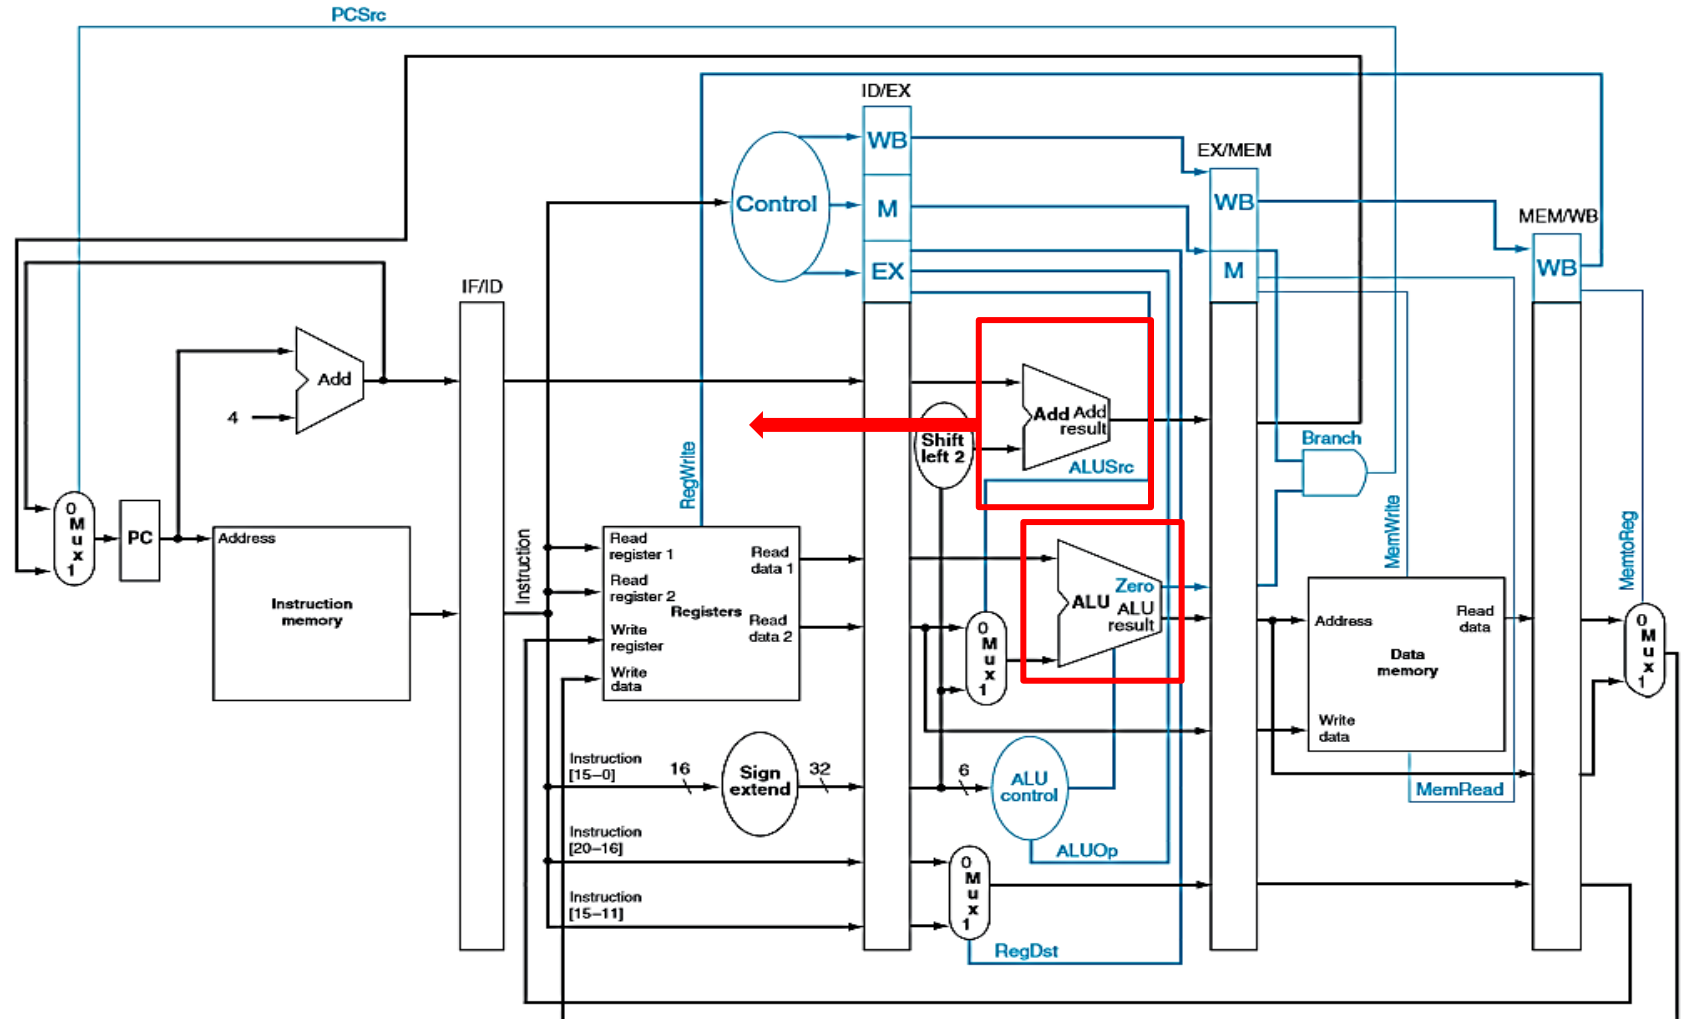 PCSrc
ID/EX
WB
EX/MEM
Control
M
WB
MEM/WB
EX
M
WB
IF/ID
Add
4
Add Add
result
Shift
left 2
ALUSrc
Branch
RegWrite
MemWrite
MemtoReg
0
M
u
x
1
PC
Address
Instruction
memory
Instruction
Read
register 1
Read
register 2
Write
register
Write
data
Registers
Read
data 1
Read
data 2
0
M
u
x
1
Zero
ALU
ALU
result
Address
Read
data
Data
memory
Write
data
0
M
u
x
1
Instruction
[15–0]
16
Sign
extend
32
6
ALU
control
MemRead
Instruction
[20–16]
ALUOp
Instruction
[15–11]
0
M
u
x
1
RegDst